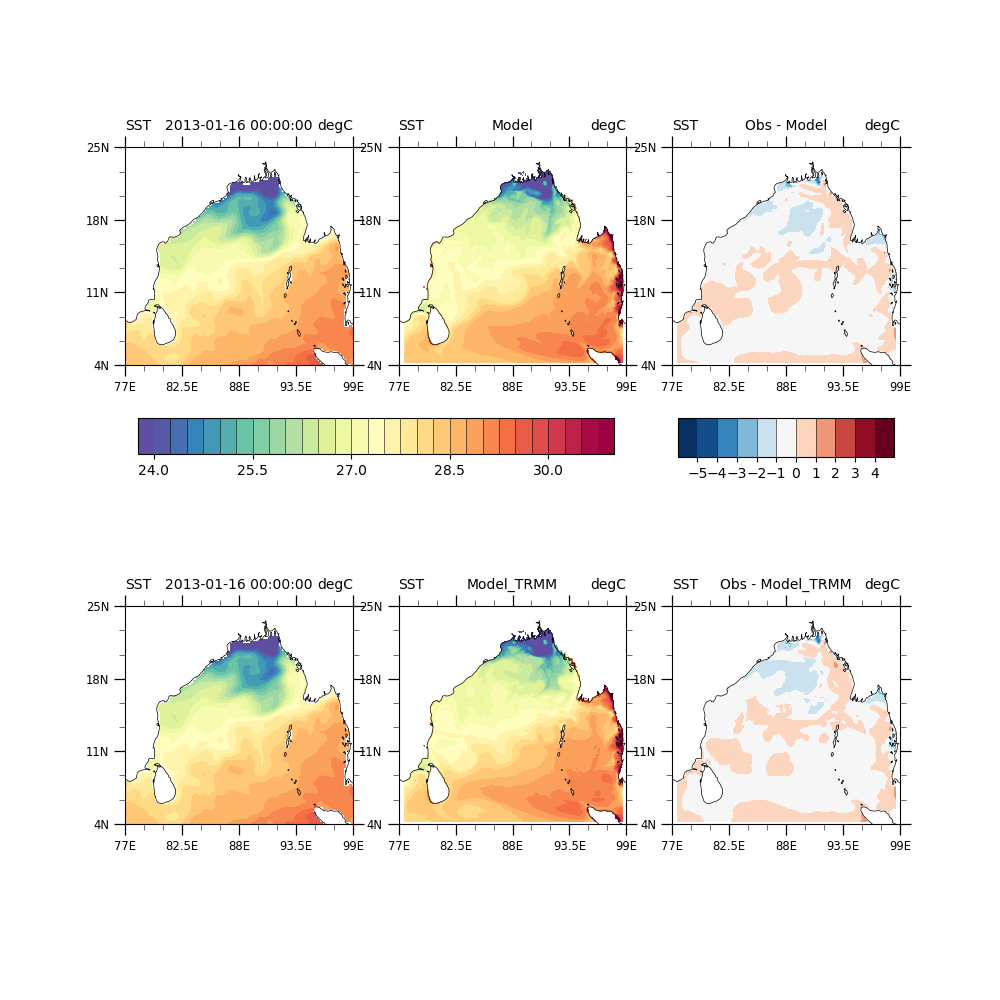 SST 2013-01-16 00:00:00 degC SST Model degC SST Obs - Model degC
25N 25N 25N
18N 18N 18N
11N 11N 11N
4N 4N 4N
77E 82.5E 88E 93.5E 99E 77E 82.5E 88E 93.5E 99E 77E 82.5E 88E 93.5E 99E
24.0 25.5 27.0 28.5 30.0 −5 −4 −3 −2 −1 0 1 2 3 4
SST 2013-01-16 00:00:00 degC SST Model_TRMM degC SST Obs - Model_TRMM degC
25N 25N 25N
18N 18N 18N
11N 11N 11N
4N 4N 4N
77E 82.5E 88E 93.5E 99E 77E 82.5E 88E 93.5E 99E 77E 82.5E 88E 93.5E 99E